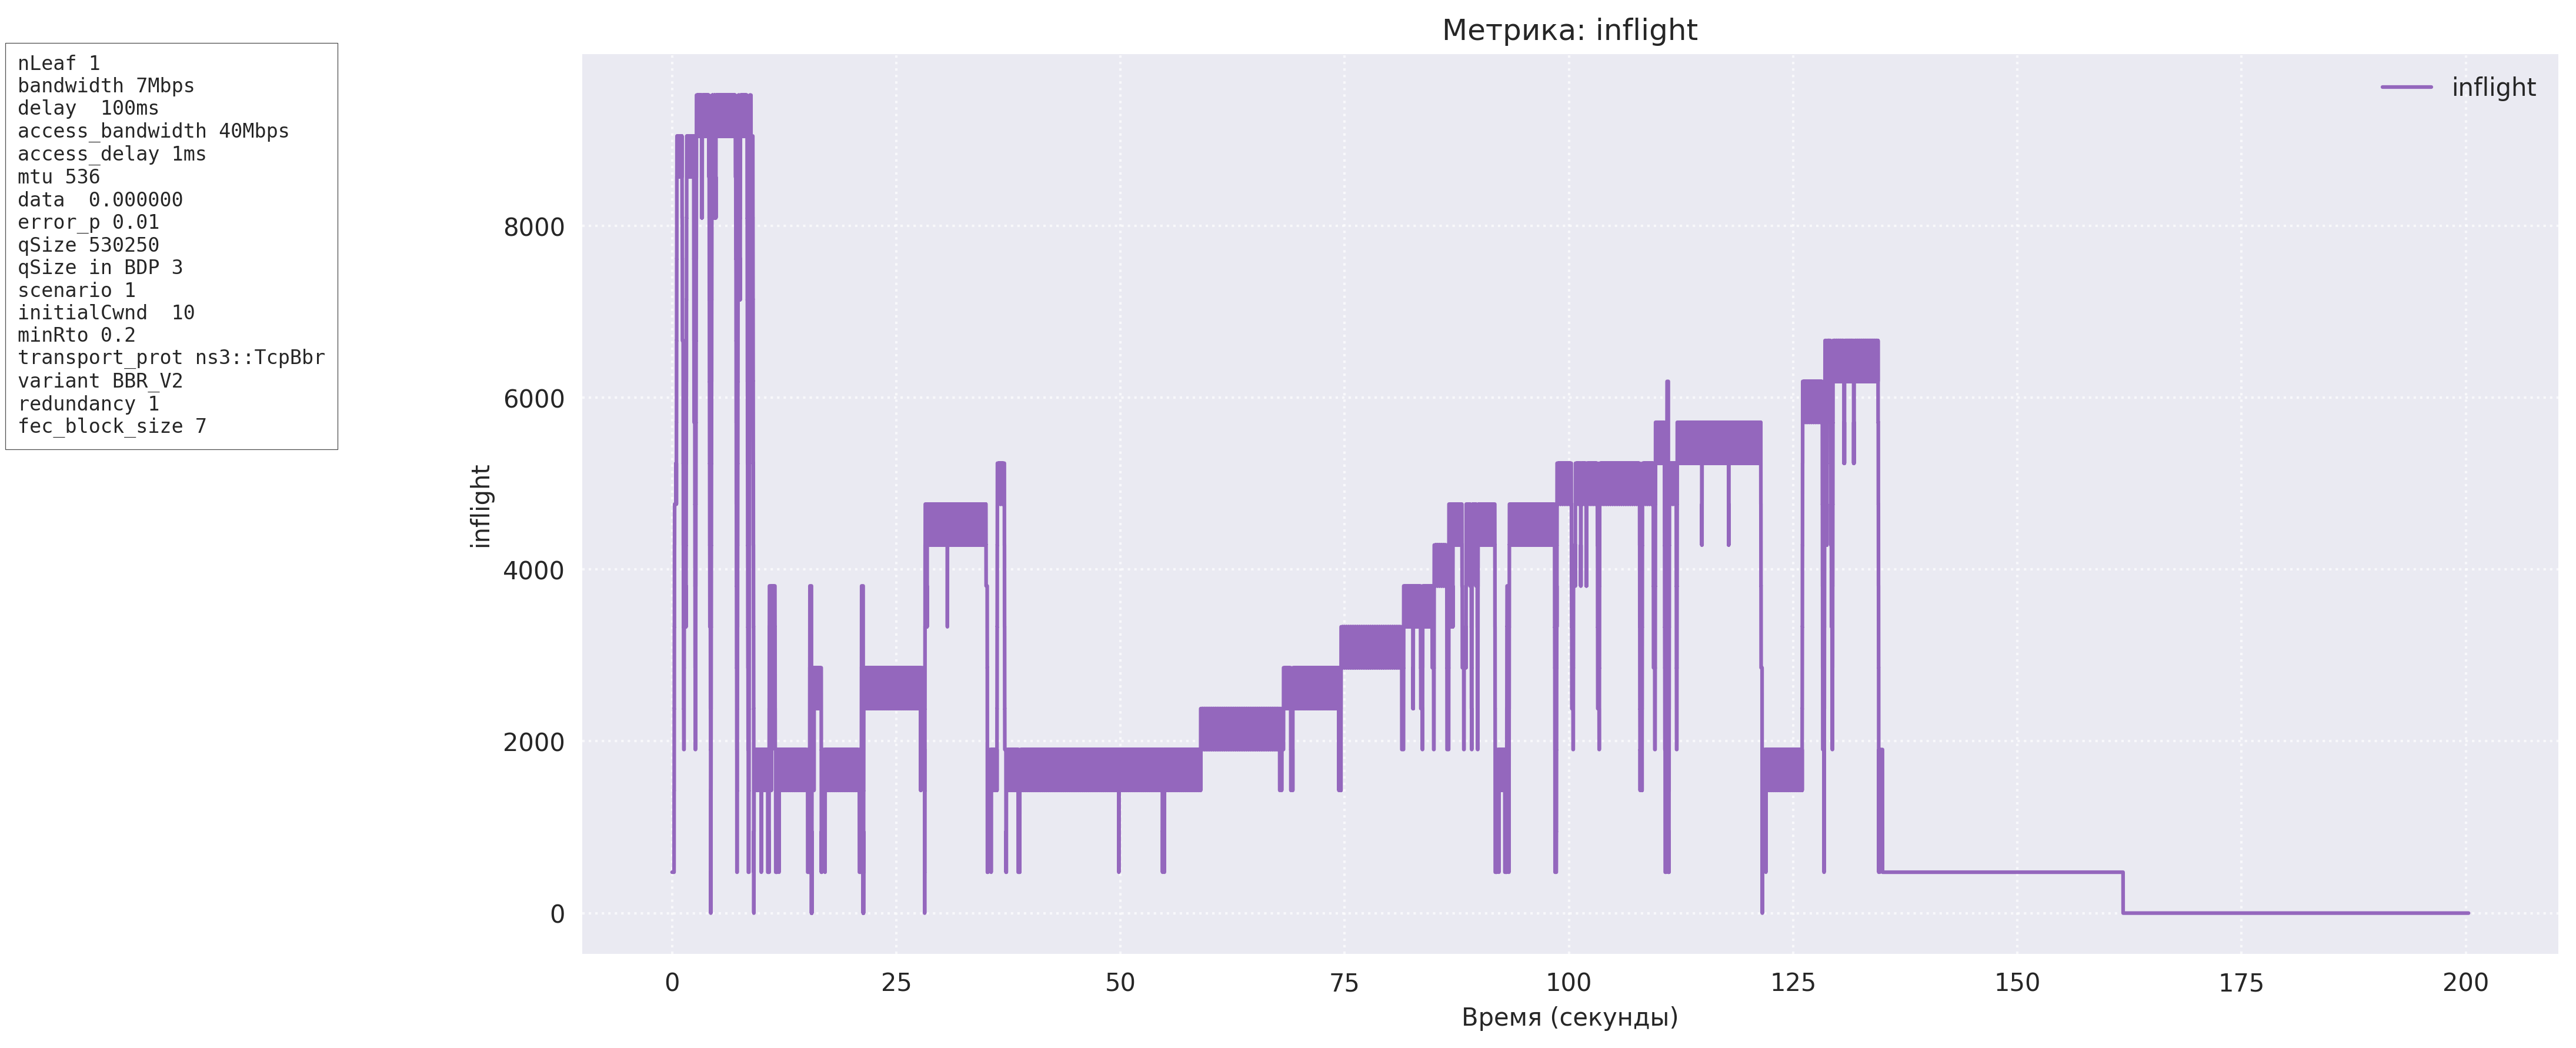 nLeaf 1
bandwidth 7Mbps
delay  100ms
access_bandwidth 40Mbps
access_delay 1ms
mtu 536
data  0.000000
error_p 0.01
qSize 530250
qSize in BDP 3
scenario 1
initialCwnd  10
minRto 0.2
transport_prot ns3::TcpBbr
variant BBR_V2
redundancy 1
fec_block_size 7
Метрика: inflight
inflight
inflight
8000
6000
4000
2000
0
0 25 50 75 100 125 150 175 200
Время (секунды)